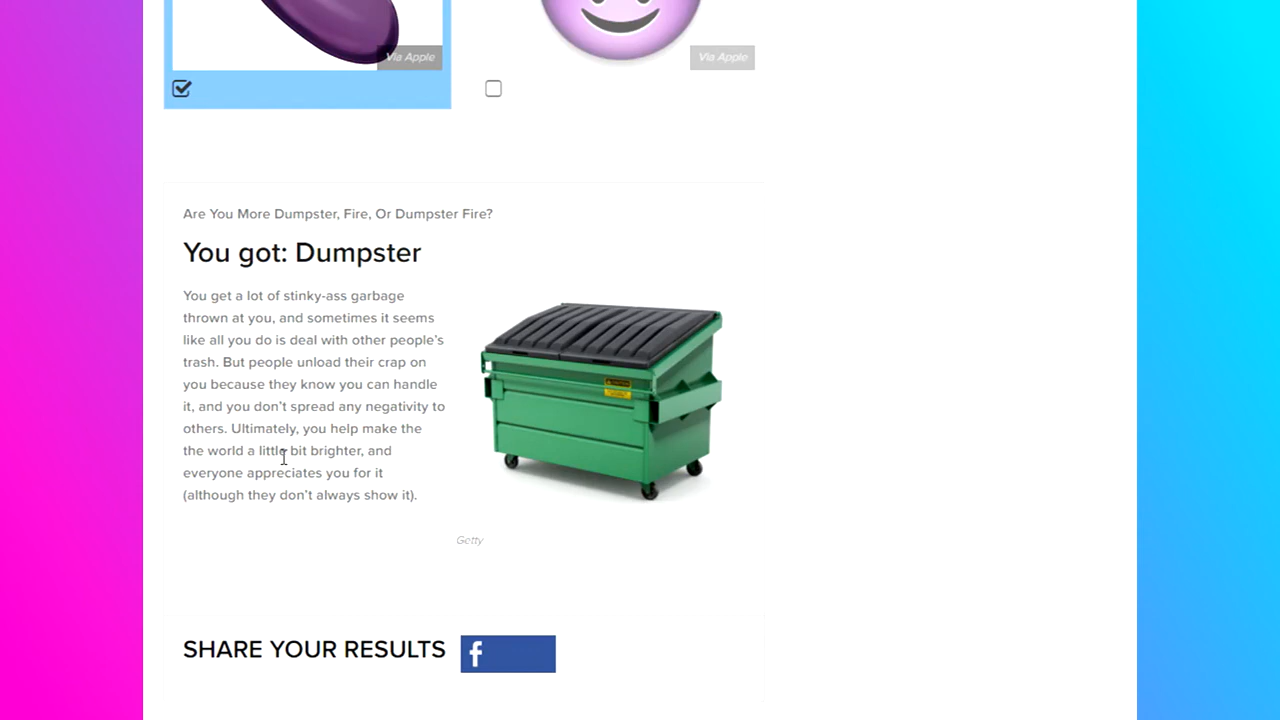 Via Apple
Via Apple
Are You More Dumpster, Fire, Or Dumpster Fire?
You got: Dumpster
You get a lot of stinky-ass garbage
thrown at you, and sometimes it seems
like all you do is deal with other people's
trash. But people unload their crap on
you because they know you can handle
it, and you don't spread any negativity to
others. Ultimately, you help make the
the world a little bit brighter, and
everyone appreciates you for it
(although they don't always show it).
Getty
SHARE YOUR RESULTS
f